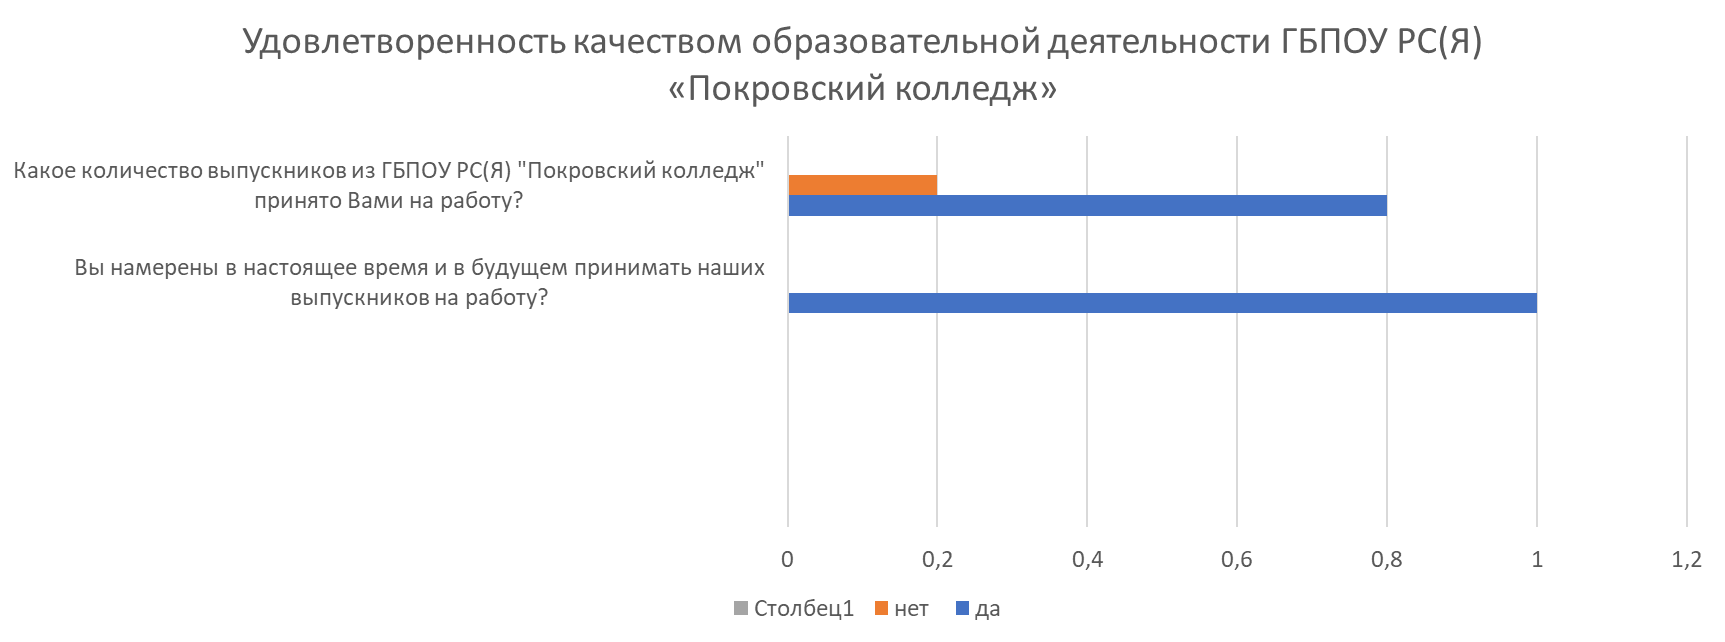 Удовлетворенность качеством образовательной деятельности ГБПОУ РС(Я)
«Покровский колледж»
Какое количество выпускников из ГБПОУ РС(Я) "Покровский колледж"
принято Вами на работу?
Вы намерены в настоящее время и в будущем принимать наших
выпускников на работу?
0 0,2 0,4 0,6 0,8 1 1,2
Столбец1 нет да